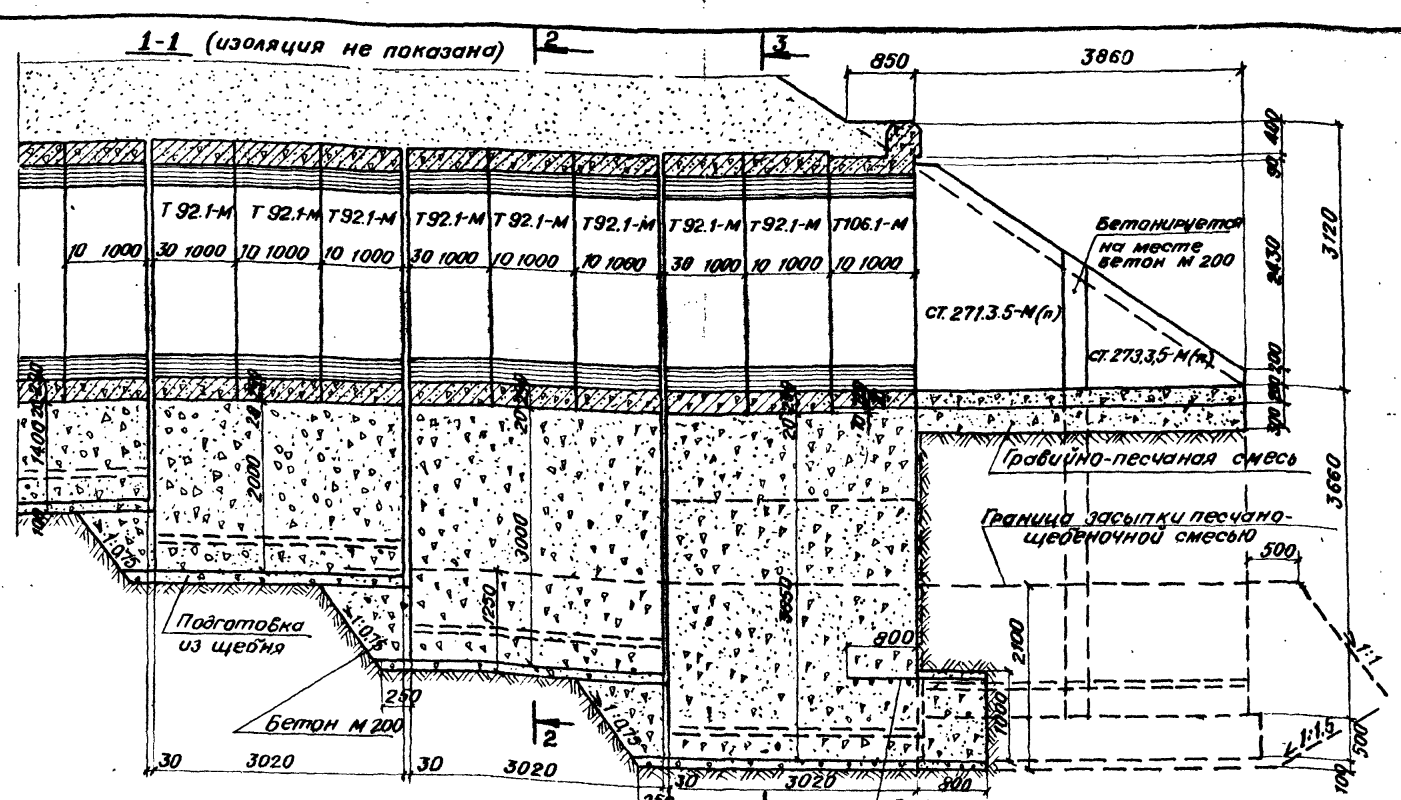 1-1 (изоляция не показана)
2
3
850
3860
400
90
3120
2430
200
300
3660
Т 92.1-М Т 92.1-М Т 92.1-М Т 92.1-М Т 92.1-М Т 92.1-М Т 92.1-М Т 92.1-М Т106.1-М
10 1000 30 1000 10 1000 10 1000 30 1000 10 1000 10 1000 30 1000 10 1000 10 1000
Бетонируется
на месте
бетон М 200
ст. 271.3.5-М(п)
ст. 273.3,5-М(п)
1400
100
2000
3000
1250
Гравийно-песчаная смесь
Граница засыпки песчано-
щебеночной смесью
500
1:0.75
1:0.75
1:0.75
Подготовка
из щебня
Бетон М 200
250
2
800
2100
1000
1:1
1:1.5
500
100
30 3020 30 3020 30 3020 800